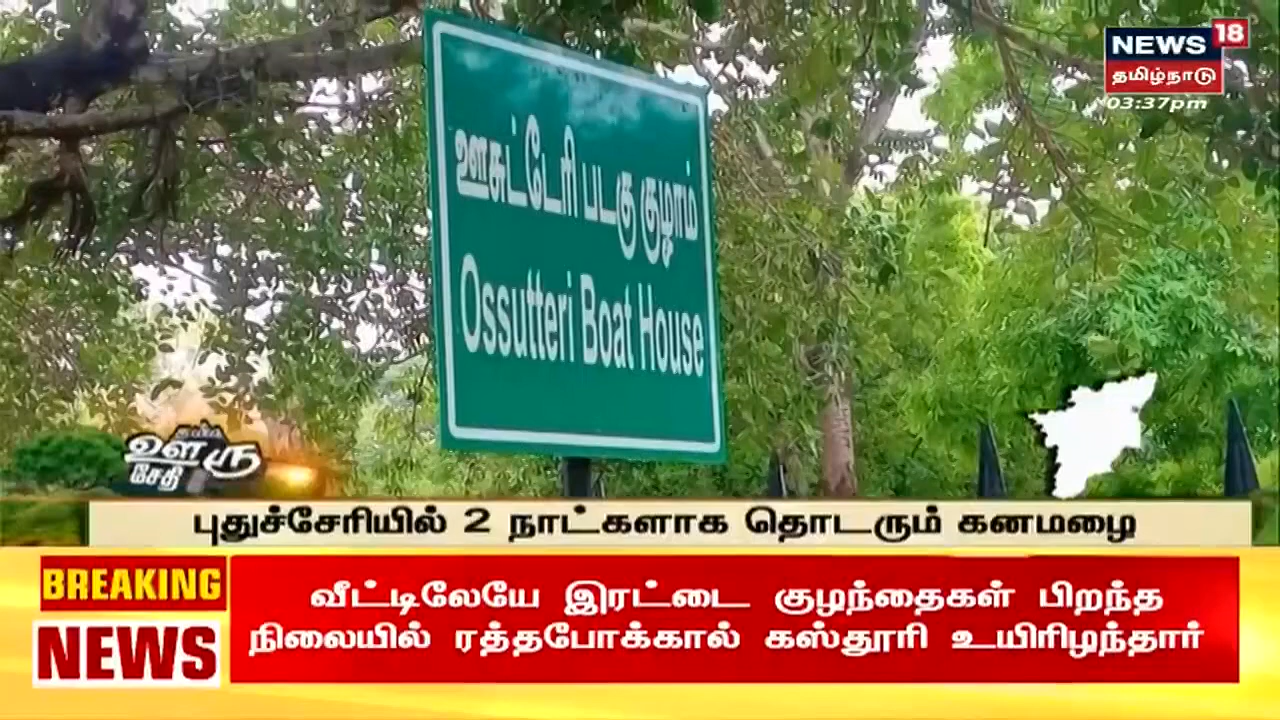 NEWS 18
தமிழ்நாடு
03:37pm
ஊசுட்டேரி படகு குழாம்
Ossutteri Boat House
ஊரு
சேதி
புதுச்சேரியில் 2 நாட்களாக தொடரும் கனமழை
BREAKING
NEWS
வீட்டிலேயே இரட்டை குழந்தைகள் பிறந்த
நிலையில் ரத்தபோக்கால் கஸ்தூரி உயிரிழந்தார்